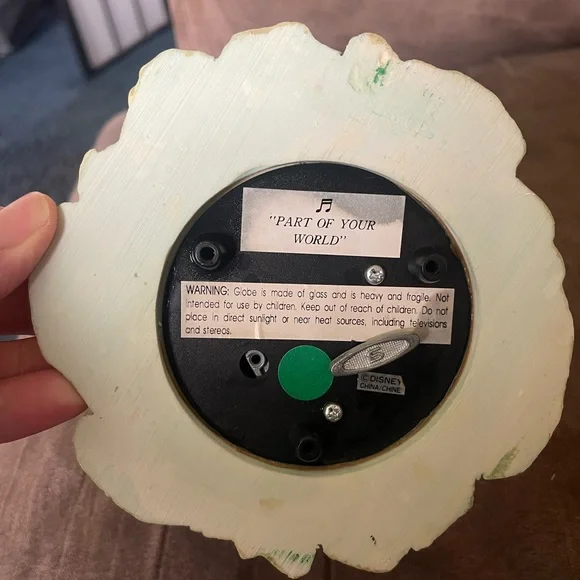 "PART OF YOUR
WORLD"
WARNING: Globe is made of glass and is heavy and fragile. Not
intended for use by children. Keep out of reach of children. Do not
place in direct sunlight or near heat sources, including televisions
and stereos.
S
© DISNEY
CHINA/CHINE